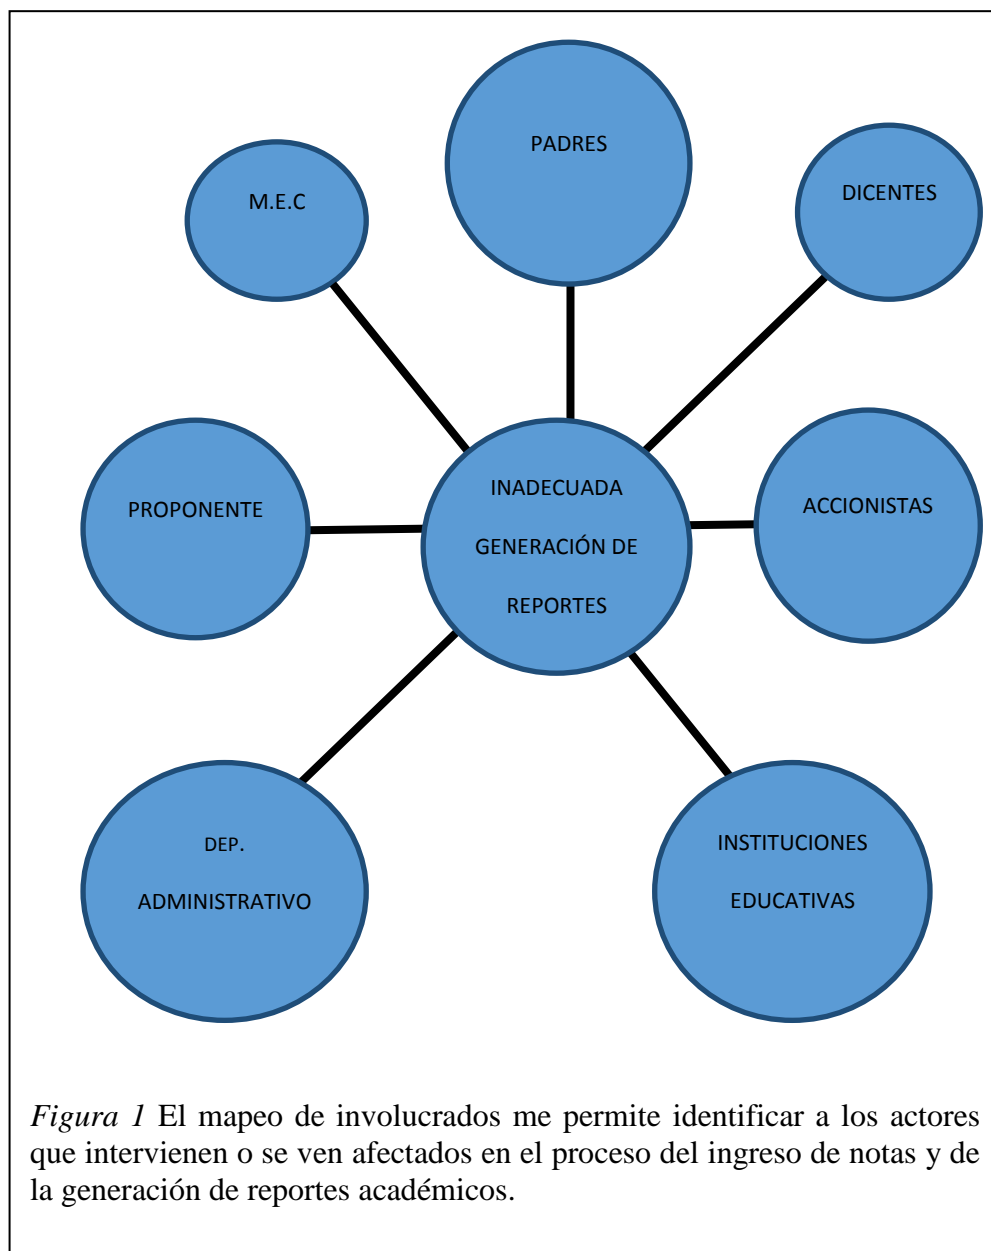 PADRES
DICENTES
M.E.C
PROPONENTE
INADECUADA
GENERACIÓN DE
REPORTES
ACCIONISTAS
DEP.
ADMINISTRATIVO
INSTITUCIONES
EDUCATIVAS
Figura 1 El mapeo de involucrados me permite identificar a los actores
que intervienen o se ven afectados en el proceso del ingreso de notas y de
la generación de reportes académicos.